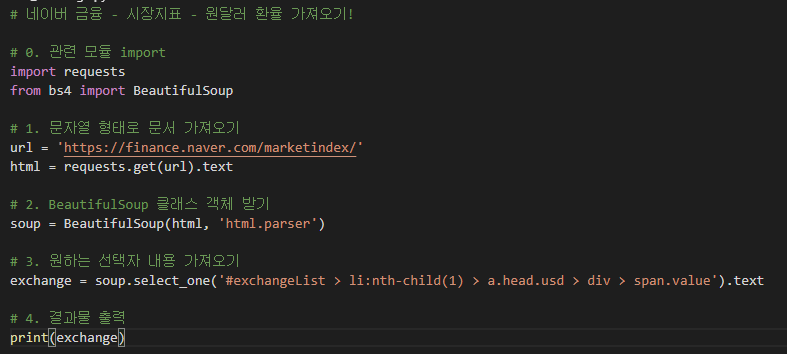 # 네이버 금융 - 시장지표 - 원달러 환율 가져오기!
# 0. 관련 모듈 import
import requests
from bs4 import BeautifulSoup
# 1. 문자열 형태로 문서 가져오기
url = 'https://finance.naver.com/marketindex/'
html = requests.get(url).text
# 2. BeautifulSoup 클래스 객체 받기
soup = BeautifulSoup(html, 'html.parser')
# 3. 원하는 선택자 내용 가져오기
exchange = soup.select_one('#exchangeList > li:nth-child(1) > a.head.usd > div > span.value').text
# 4. 결과물 출력
print(exchange)